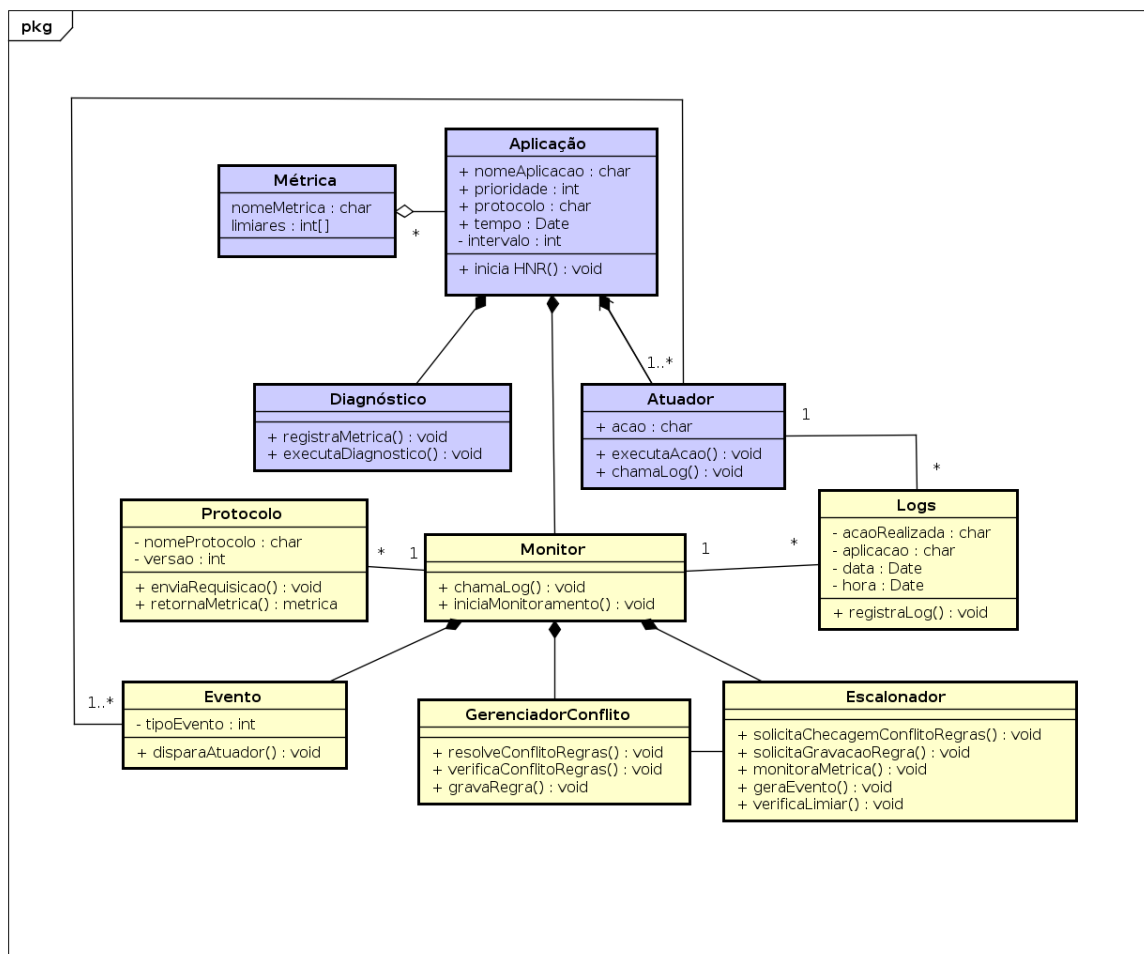 pkg
Aplicação
+ nomeAplicacao : char
+ prioridade : int
+ protocolo : char
+ tempo : Date
- intervalo : int
+ inicia HNR() : void
Métrica
nomeMetrica : char
limiares : int[]
*
1..*
Diagnóstico
+ registraMetrica() : void
+ executaDiagnostico() : void
Atuador
+ acao : char
+ executaAcao() : void
+ chamaLog() : void
1
*
Protocolo
- nomeProtocolo : char
- versao : int
+ enviaRequisicao() : void
+ retornaMetrica() : metrica
*
1
Monitor
+ chamaLog() : void
+ iniciaMonitoramento() : void
1
*
Logs
- acaoRealizada : char
- aplicacao : char
- data : Date
- hora : Date
+ registraLog() : void
1..*
Evento
- tipoEvento : int
+ disparaAtuador() : void
GerenciadorConflito
+ resolveConflitoRegras() : void
+ verificaConflitoRegras() : void
+ gravaRegra() : void
Escalonador
+ solicitaChecagemConflitoRegras() : void
+ solicitaGravacaoRegra() : void
+ monitoraMetrica() : void
+ geraEvento() : void
+ verificaLimiar() : void